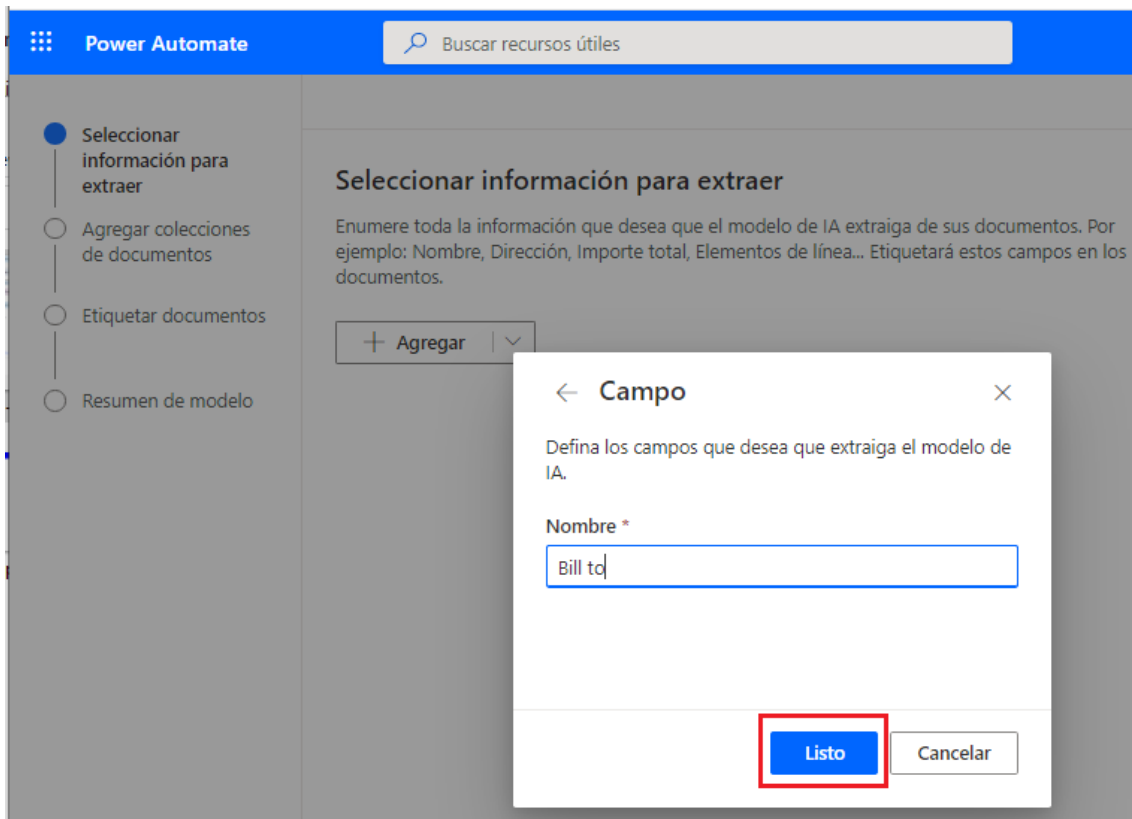 Power Automate
Buscar recursos útiles
Seleccionar
información para
extraer
Agregar colecciones
de documentos
Etiquetar documentos
Resumen de modelo
Seleccionar información para extraer
Enumere toda la información que desea que el modelo de IA extraiga de sus documentos. Por
ejemplo: Nombre, Dirección, Importe total, Elementos de línea... Etiquetará estos campos en los
documentos.
Agregar
Campo
Defina los campos que desea que extraiga el modelo de
IA.
Nombre *
Bill to
Listo
Cancelar